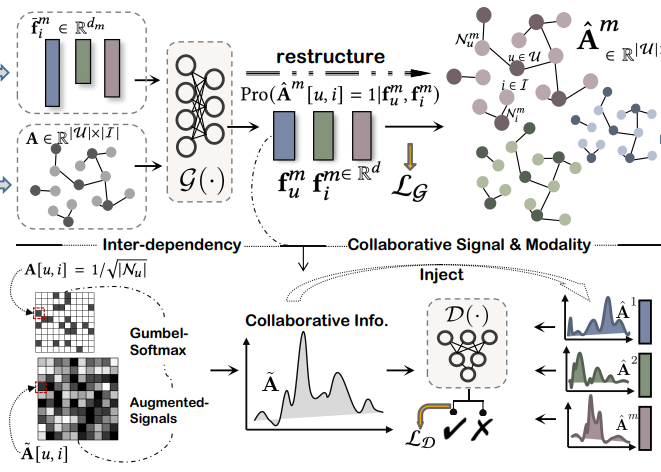 f_i^m ∈ ℝ^{d_m}
A ∈ ℝ^{|𝒰|×|ℐ|}
𝒢(·)
restructure
Pro(Â^m[u, i] = 1|f_u^m, f_i^m)
f_u^m f_i^m ∈ ℝ^d
ℒ_𝒢
𝒩_u^m
u ∈ 𝒰
i ∈ ℐ
𝒩_i^m
Â^m
∈ ℝ^{|𝒰|×
Inter-dependency
Collaborative Signal & Modality
Inject
A[u, i] = 1/√|𝒩_u|
Gumbel-
Softmax
Augmented-
Signals
Ã[u, i]
Collaborative Info.
Ã
𝒟(·)
ℒ_𝒟
✓ ✗
Â^1
Â^2
Â^m